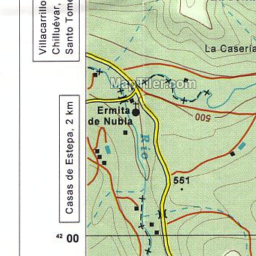 Villacarrillo
Chilluévar,
Santo Tomé
La Casería
MapTiler.com
Ermita
de Nubla
500
Río
Casas de Estepa, 2 km
551
42 00